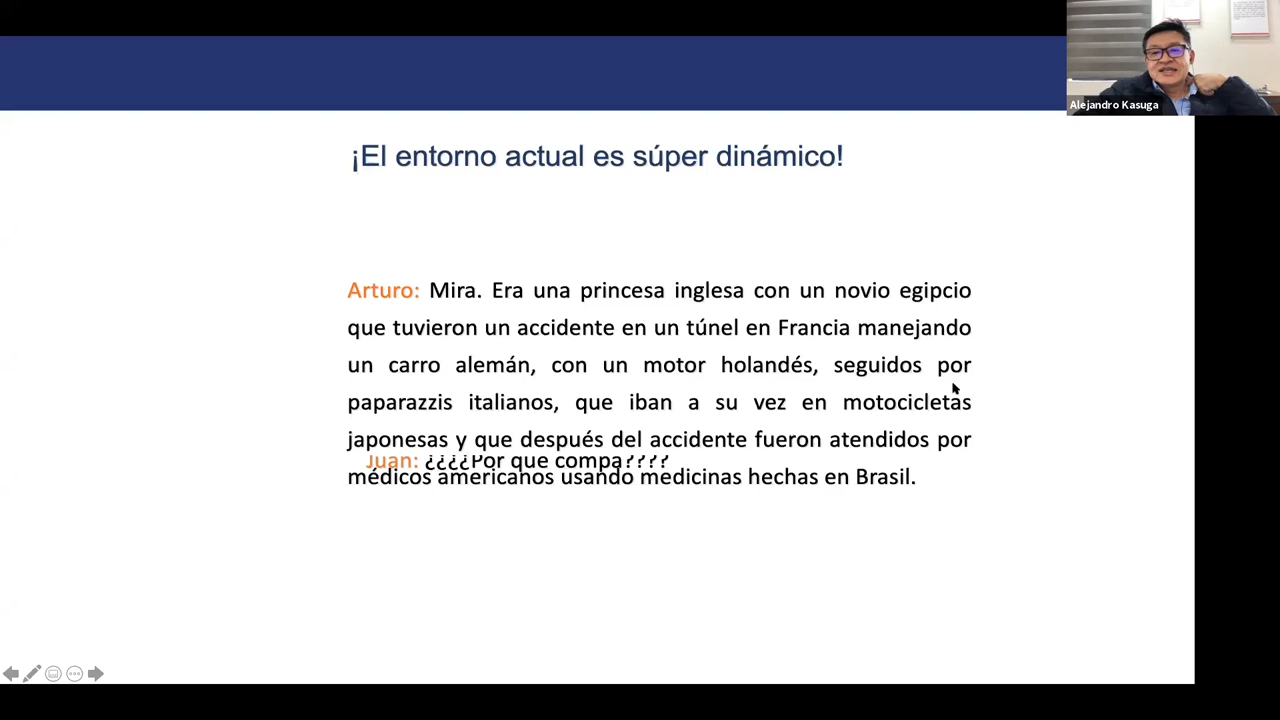 Alejandro Kasuga
¡El entorno actual es súper dinámico!
Arturo: Mira. Era una princesa inglesa con un novio egipcio
que tuvieron un accidente en un túnel en Francia manejando
un carro alemán, con un motor holandés, seguidos por
paparazzis italianos, que iban a su vez en motocicletas
japonesas y que después del accidente fueron atendidos por
Juan: ¿¿¿¿Por que compa????
médicos americanos usando medicinas hechas en Brasil.